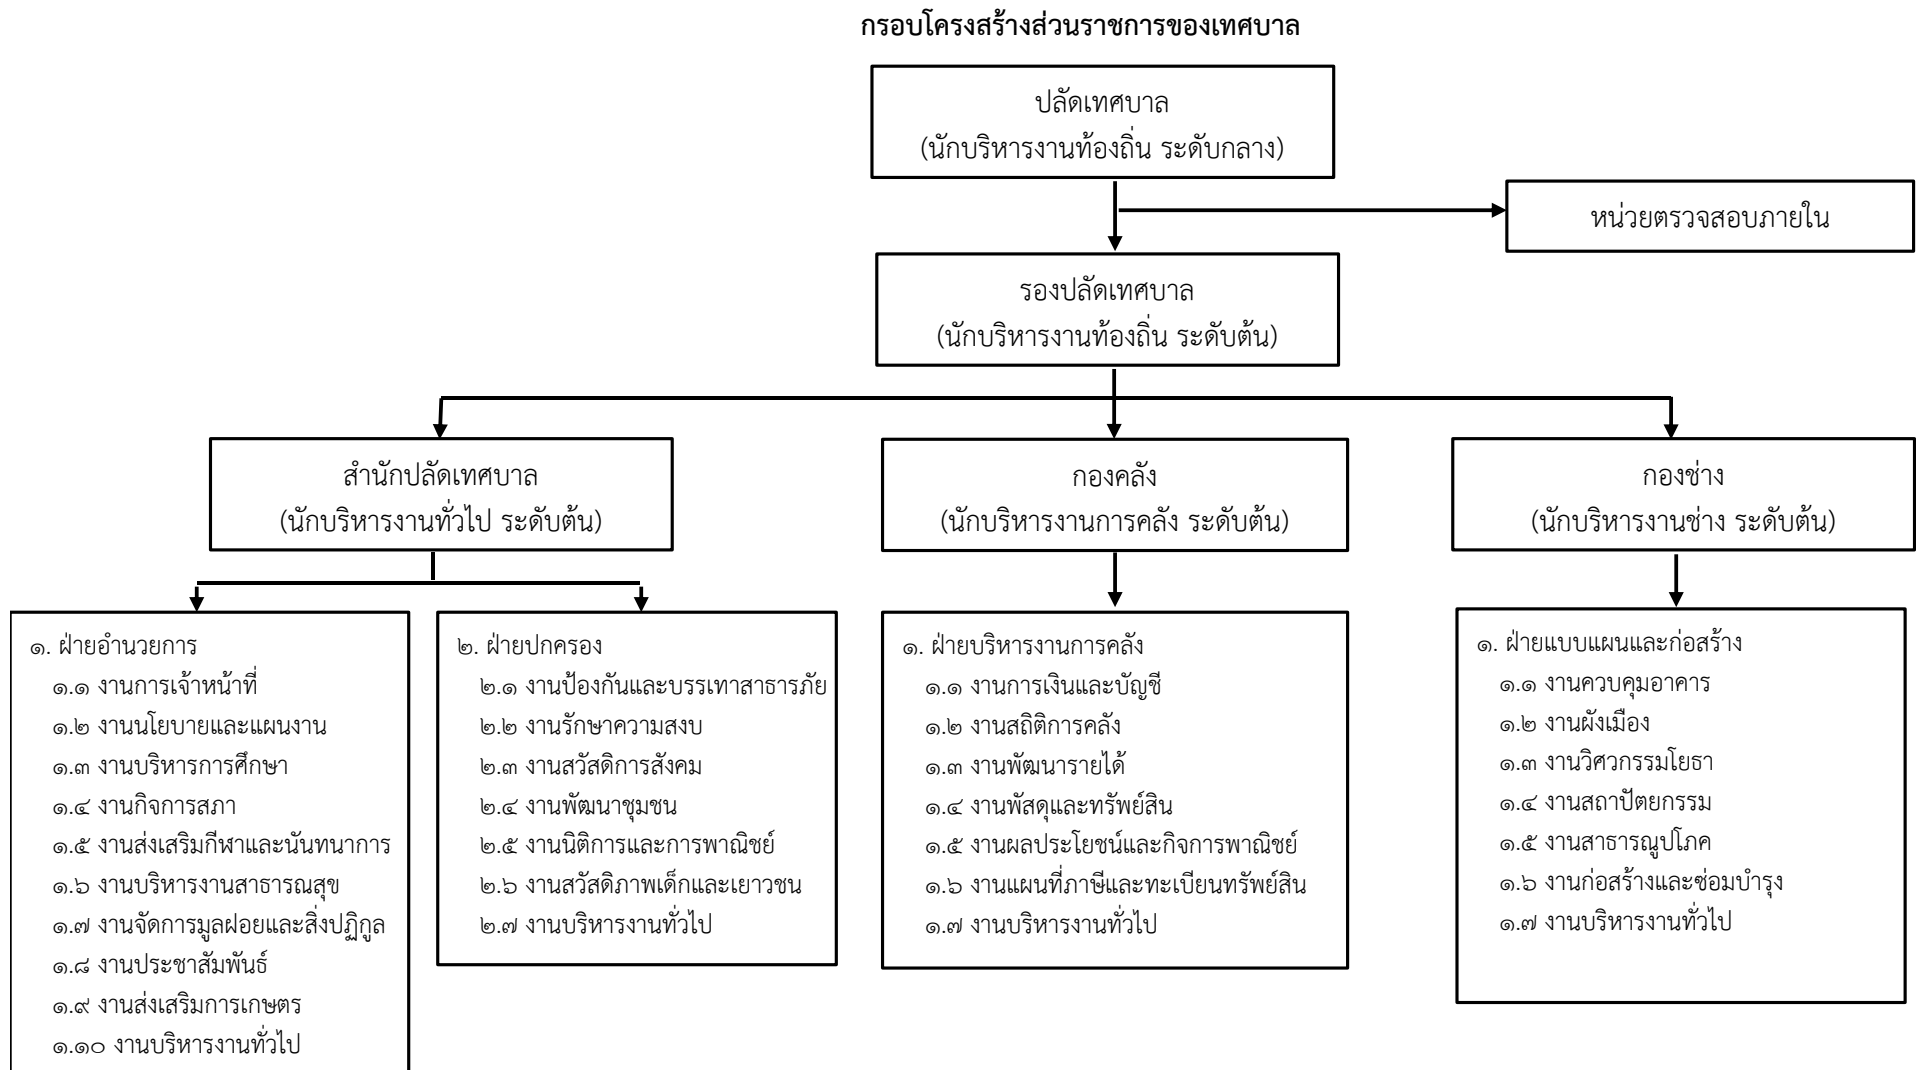 กรอบโครงสร้างส่วนราชการของเทศบาล
ปลัดเทศบาล
(นักบริหารงานท้องถิ่น ระดับกลาง)
หน่วยตรวจสอบภายใน
รองปลัดเทศบาล
(นักบริหารงานท้องถิ่น ระดับต้น)
สำนักปลัดเทศบาล
(นักบริหารงานทั่วไป ระดับต้น)
กองคลัง
(นักบริหารงานการคลัง ระดับต้น)
กองช่าง
(นักบริหารงานช่าง ระดับต้น)
๑. ฝ่ายอำนวยการ
๑.๑ งานการเจ้าหน้าที่
๑.๒ งานนโยบายและแผนงาน
๑.๓ งานบริหารการศึกษา
๑.๔ งานกิจการสภา
๑.๕ งานส่งเสริมกีฬาและนันทนาการ
๑.๖ งานบริหารงานสาธารณสุข
๑.๗ งานจัดการมูลฝอยและสิ่งปฏิกูล
๑.๘ งานประชาสัมพันธ์
๑.๙ งานส่งเสริมการเกษตร
๑.๑๐ งานบริหารงานทั่วไป
๒. ฝ่ายปกครอง
๒.๑ งานป้องกันและบรรเทาสาธารภัย
๒.๒ งานรักษาความสงบ
๒.๓ งานสวัสดิการสังคม
๒.๔ งานพัฒนาชุมชน
๒.๕ งานนิติการและการพาณิชย์
๒.๖ งานสวัสดิภาพเด็กและเยาวชน
๒.๗ งานบริหารงานทั่วไป
๑. ฝ่ายบริหารงานการคลัง
๑.๑ งานการเงินและบัญชี
๑.๒ งานสถิติการคลัง
๑.๓ งานพัฒนารายได้
๑.๔ งานพัสดุและทรัพย์สิน
๑.๕ งานผลประโยชน์และกิจการพาณิชย์
๑.๖ งานแผนที่ภาษีและทะเบียนทรัพย์สิน
๑.๗ งานบริหารงานทั่วไป
๑. ฝ่ายแบบแผนและก่อสร้าง
๑.๑ งานควบคุมอาคาร
๑.๒ งานผังเมือง
๑.๓ งานวิศวกรรมโยธา
๑.๔ งานสถาปัตยกรรม
๑.๕ งานสาธารณูปโภค
๑.๖ งานก่อสร้างและซ่อมบำรุง
๑.๗ งานบริหารงานทั่วไป